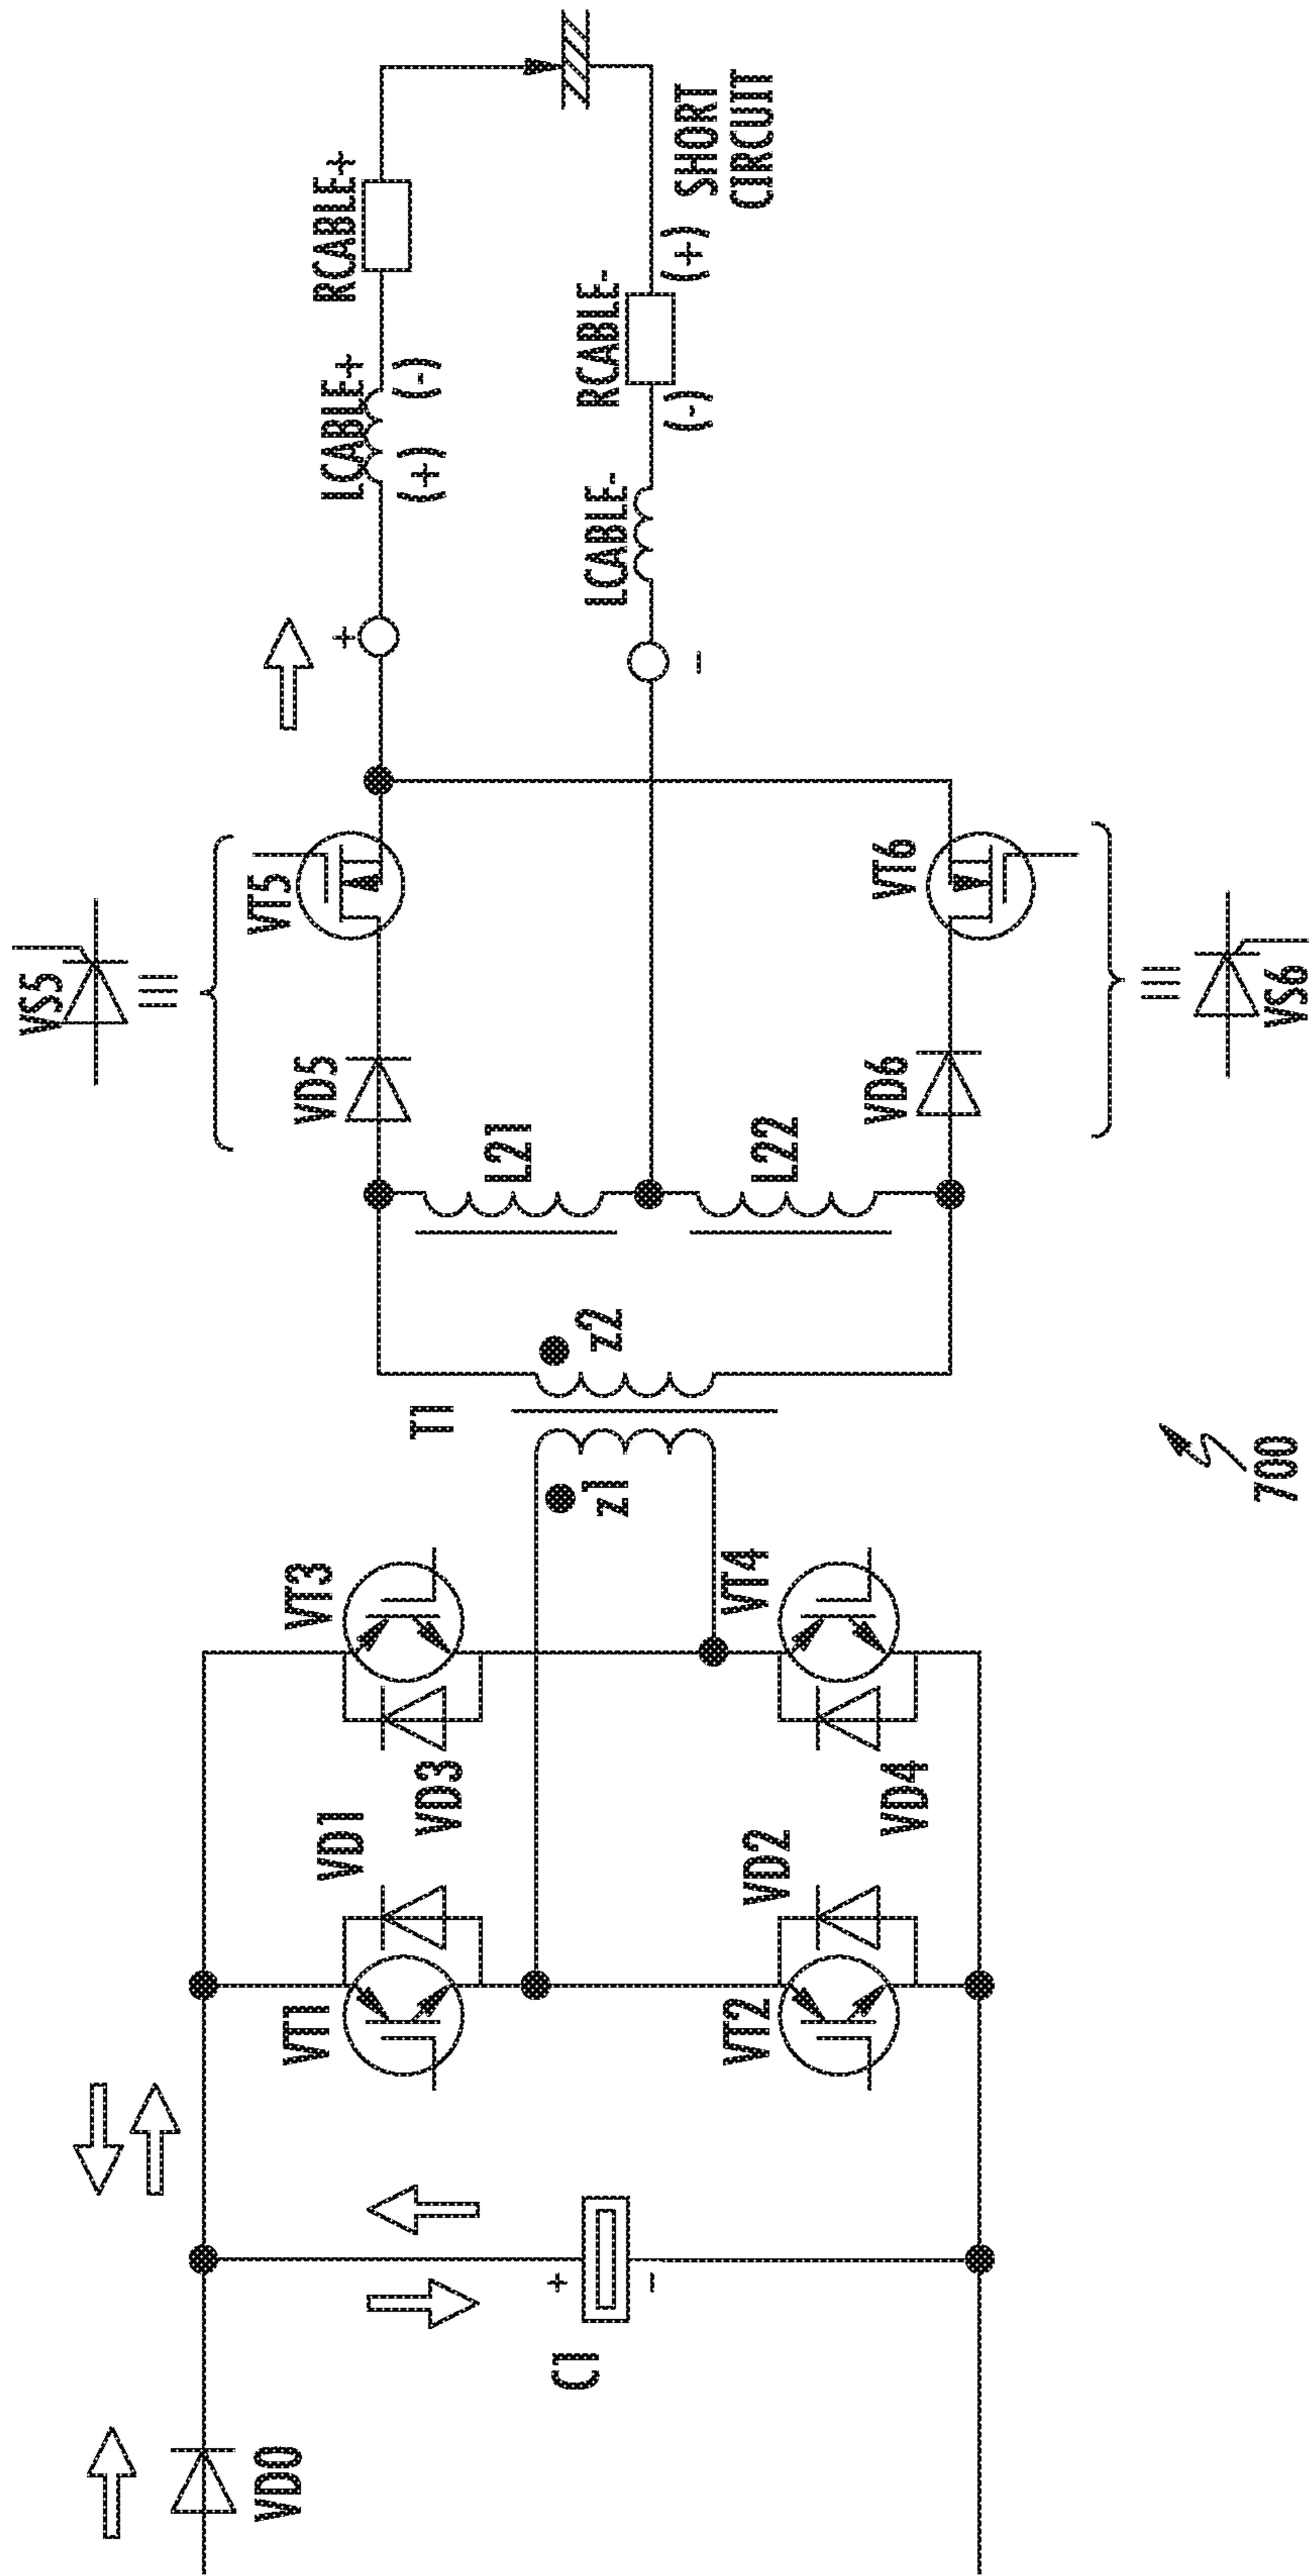 VD0
C1
+
-
VT1
VD1
VT2
VD2
VT3
VD3
VT4
VD4
T1
z1
z2
L21
L22
VD5
VT5
VS5
VD6
VT6
VS6
+
-
LCABLE+
(+)
(-)
RCABLE+
LCABLE-
RCABLE-
(-)
(+)
SHORT
CIRCUIT
700